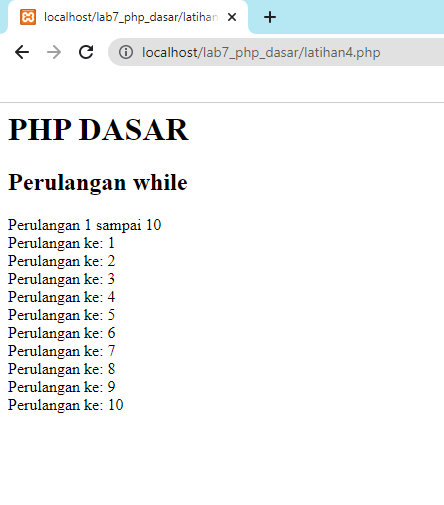 localhost/lab7_php_dasar/latihan
localhost/lab7_php_dasar/latihan4.php
PHP DASAR
Perulangan while
Perulangan 1 sampai 10
Perulangan ke: 1
Perulangan ke: 2
Perulangan ke: 3
Perulangan ke: 4
Perulangan ke: 5
Perulangan ke: 6
Perulangan ke: 7
Perulangan ke: 8
Perulangan ke: 9
Perulangan ke: 10